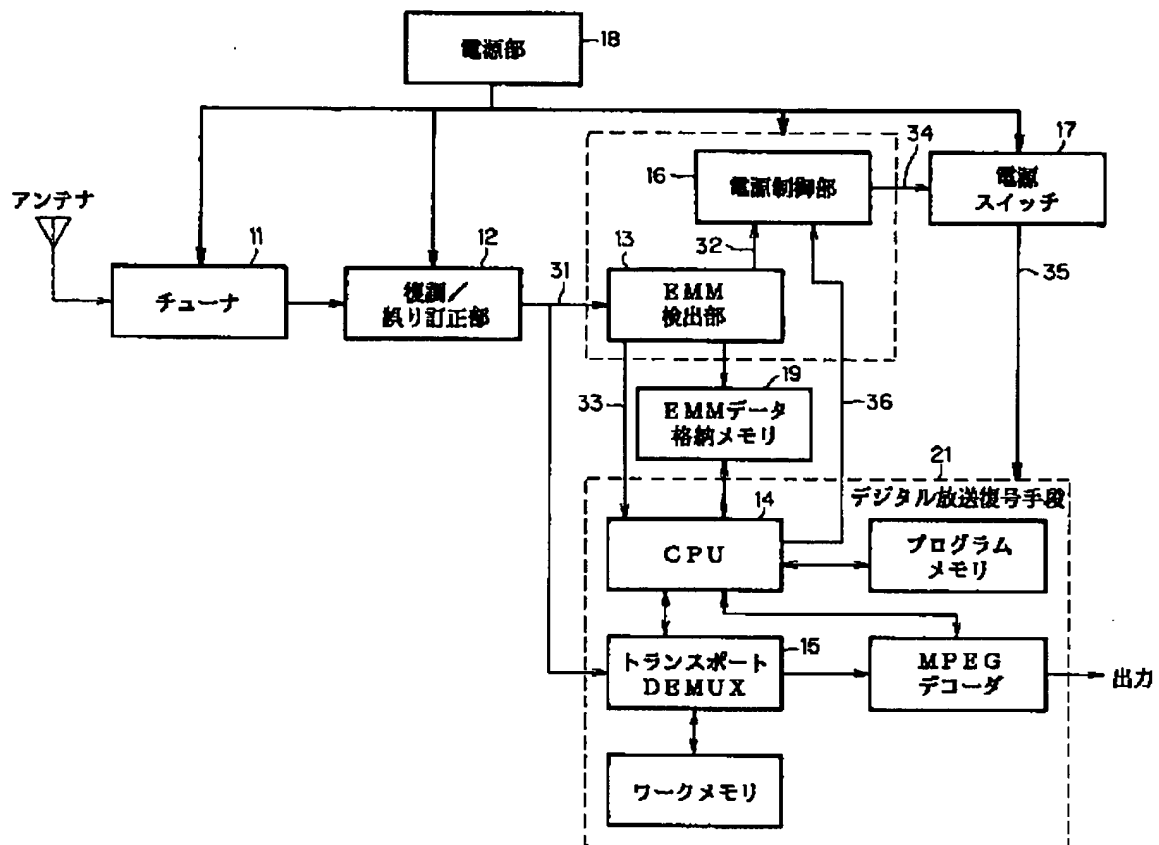 電源部
18
17
34
16
電源制御部
電源
スイッチ
アンテナ
11
チューナ
12
復調／
誤り訂正部
31
13
32
EMM
検出部
35
33
19
EMMデータ
格納メモリ
36
21
デジタル放送復号手段
14
CPU
プログラム
メモリ
15
トランスポート
DEMUX
MPEG
デコーダ
出力
ワークメモリ